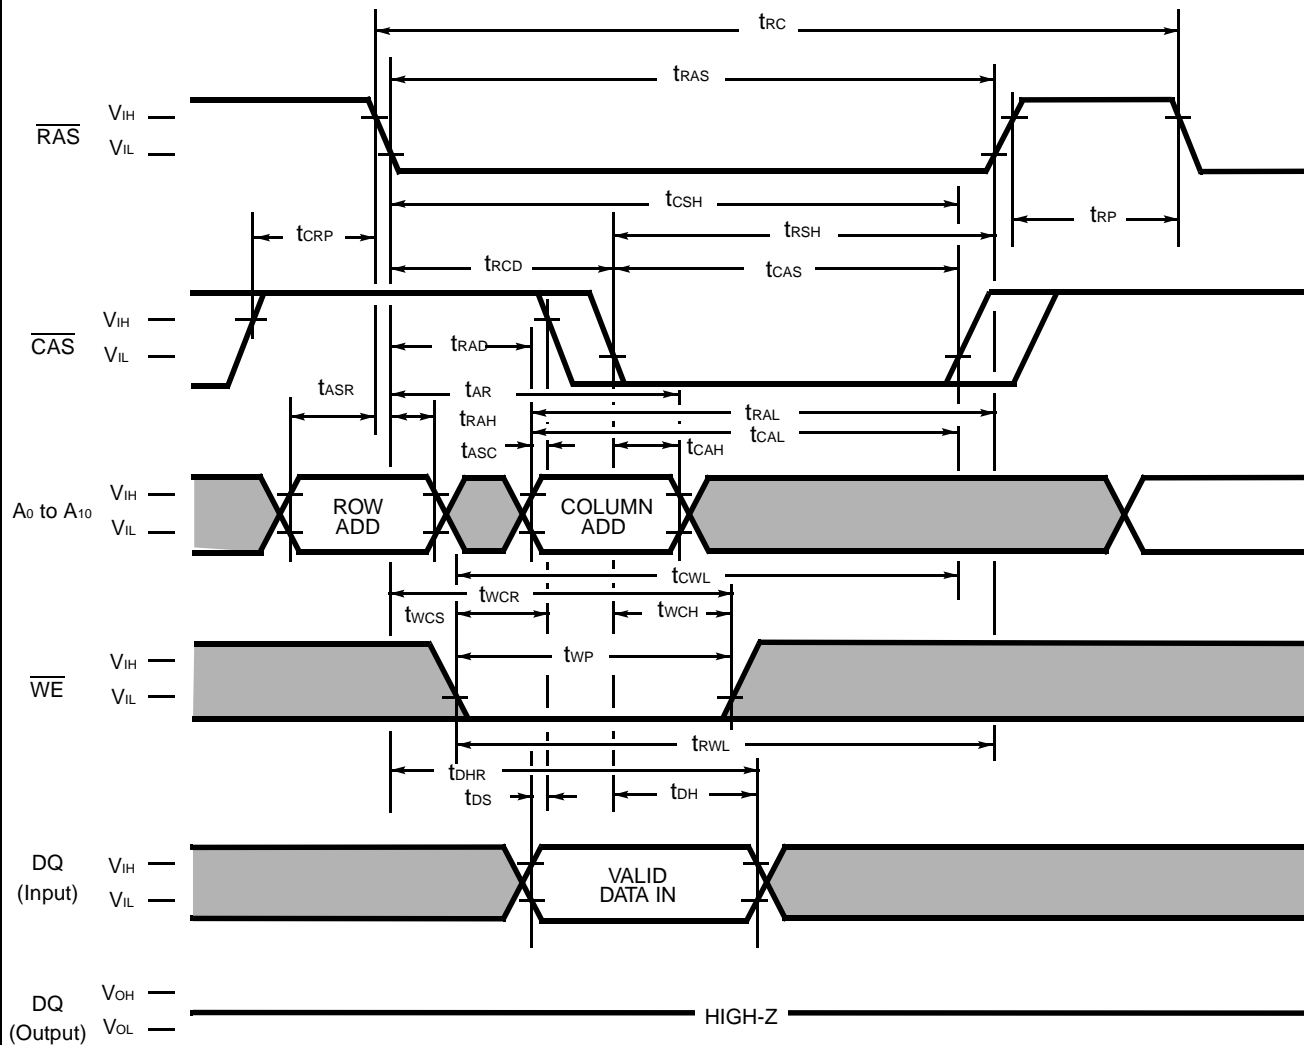 tRC
tRAS
RAS
VIH
VIL
tCSH
tCRP
tRSH
tRP
tRCD
tCAS
CAS
VIH
VIL
tRAD
tASR
tAR
tRAH
tRAL
tCAL
tASC
tCAH
A0 to A10
VIH
VIL
ROW
ADD
COLUMN
ADD
tCWL
tWCR
tWCS
tWCH
tWP
WE
VIH
VIL
tRWL
tDHR
tDS
tDH
DQ
(Input)
VIH
VIL
VALID
DATA IN
DQ
(Output)
VOH
VOL
HIGH-Z